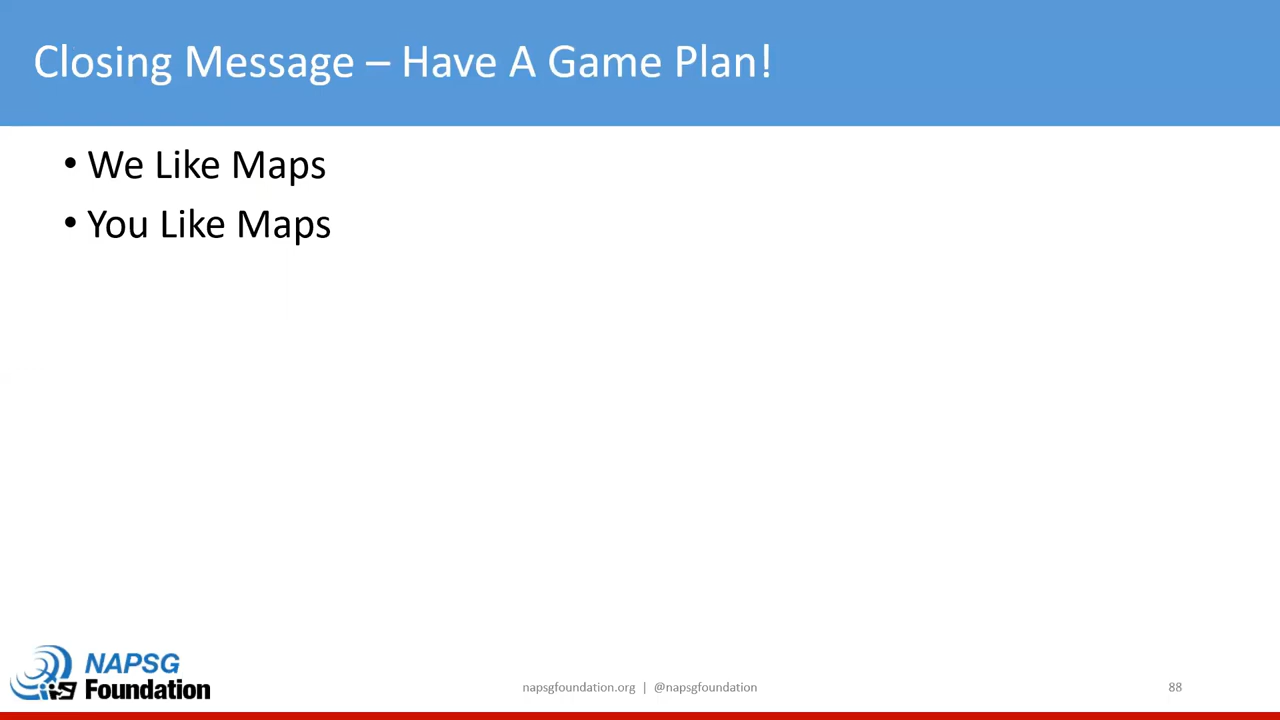 Closing Message – Have A Game Plan!
• We Like Maps
• You Like Maps
NAPSG
Foundation
napsgfoundation.org | @napsgfoundation
88